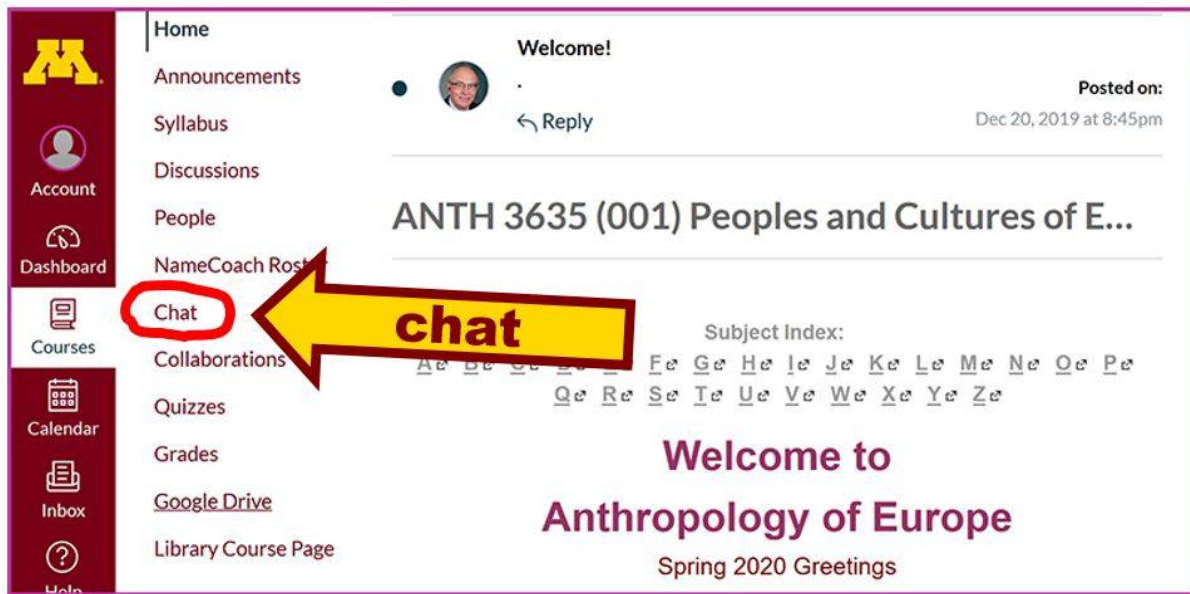 M
Account
Dashboard
Courses
Calendar
Inbox
Help
Home
Announcements
Syllabus
Discussions
People
NameCoach Roster
Chat
Collaborations
Quizzes
Grades
Google Drive
Library Course Page
chat
Welcome!
.
Reply
Posted on:
Dec 20, 2019 at 8:45pm
ANTH 3635 (001) Peoples and Cultures of E...
Subject Index:
A B C D E F G H I J K L M N O P
Q R S T U V W X Y Z
Welcome to
Anthropology of Europe
Spring 2020 Greetings